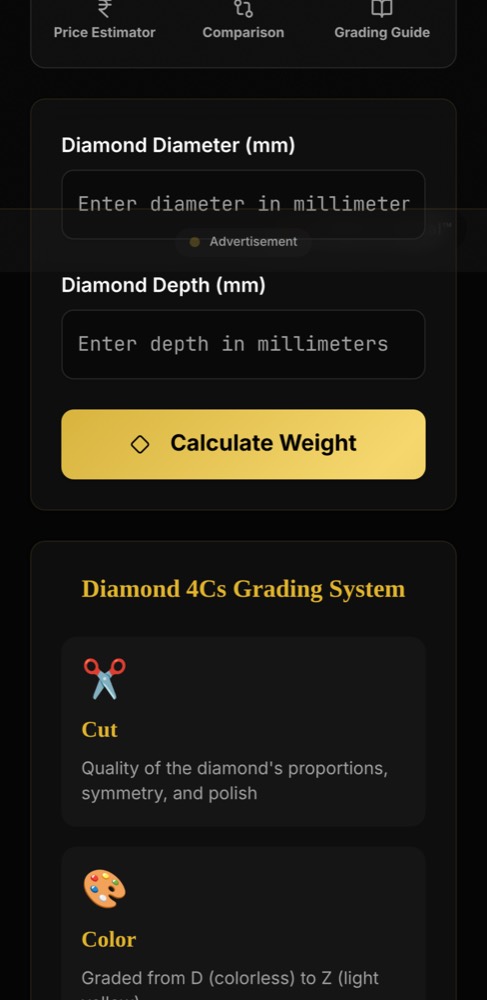 Price Estimator
Comparison
Grading Guide
Diamond Diameter (mm)
Enter diameter in millimeter
Advertisement
Diamond Depth (mm)
Enter depth in millimeters
Calculate Weight
Diamond 4Cs Grading System
Cut
Quality of the diamond's proportions,
symmetry, and polish
Color
Graded from D (colorless) to Z (light
yellow)